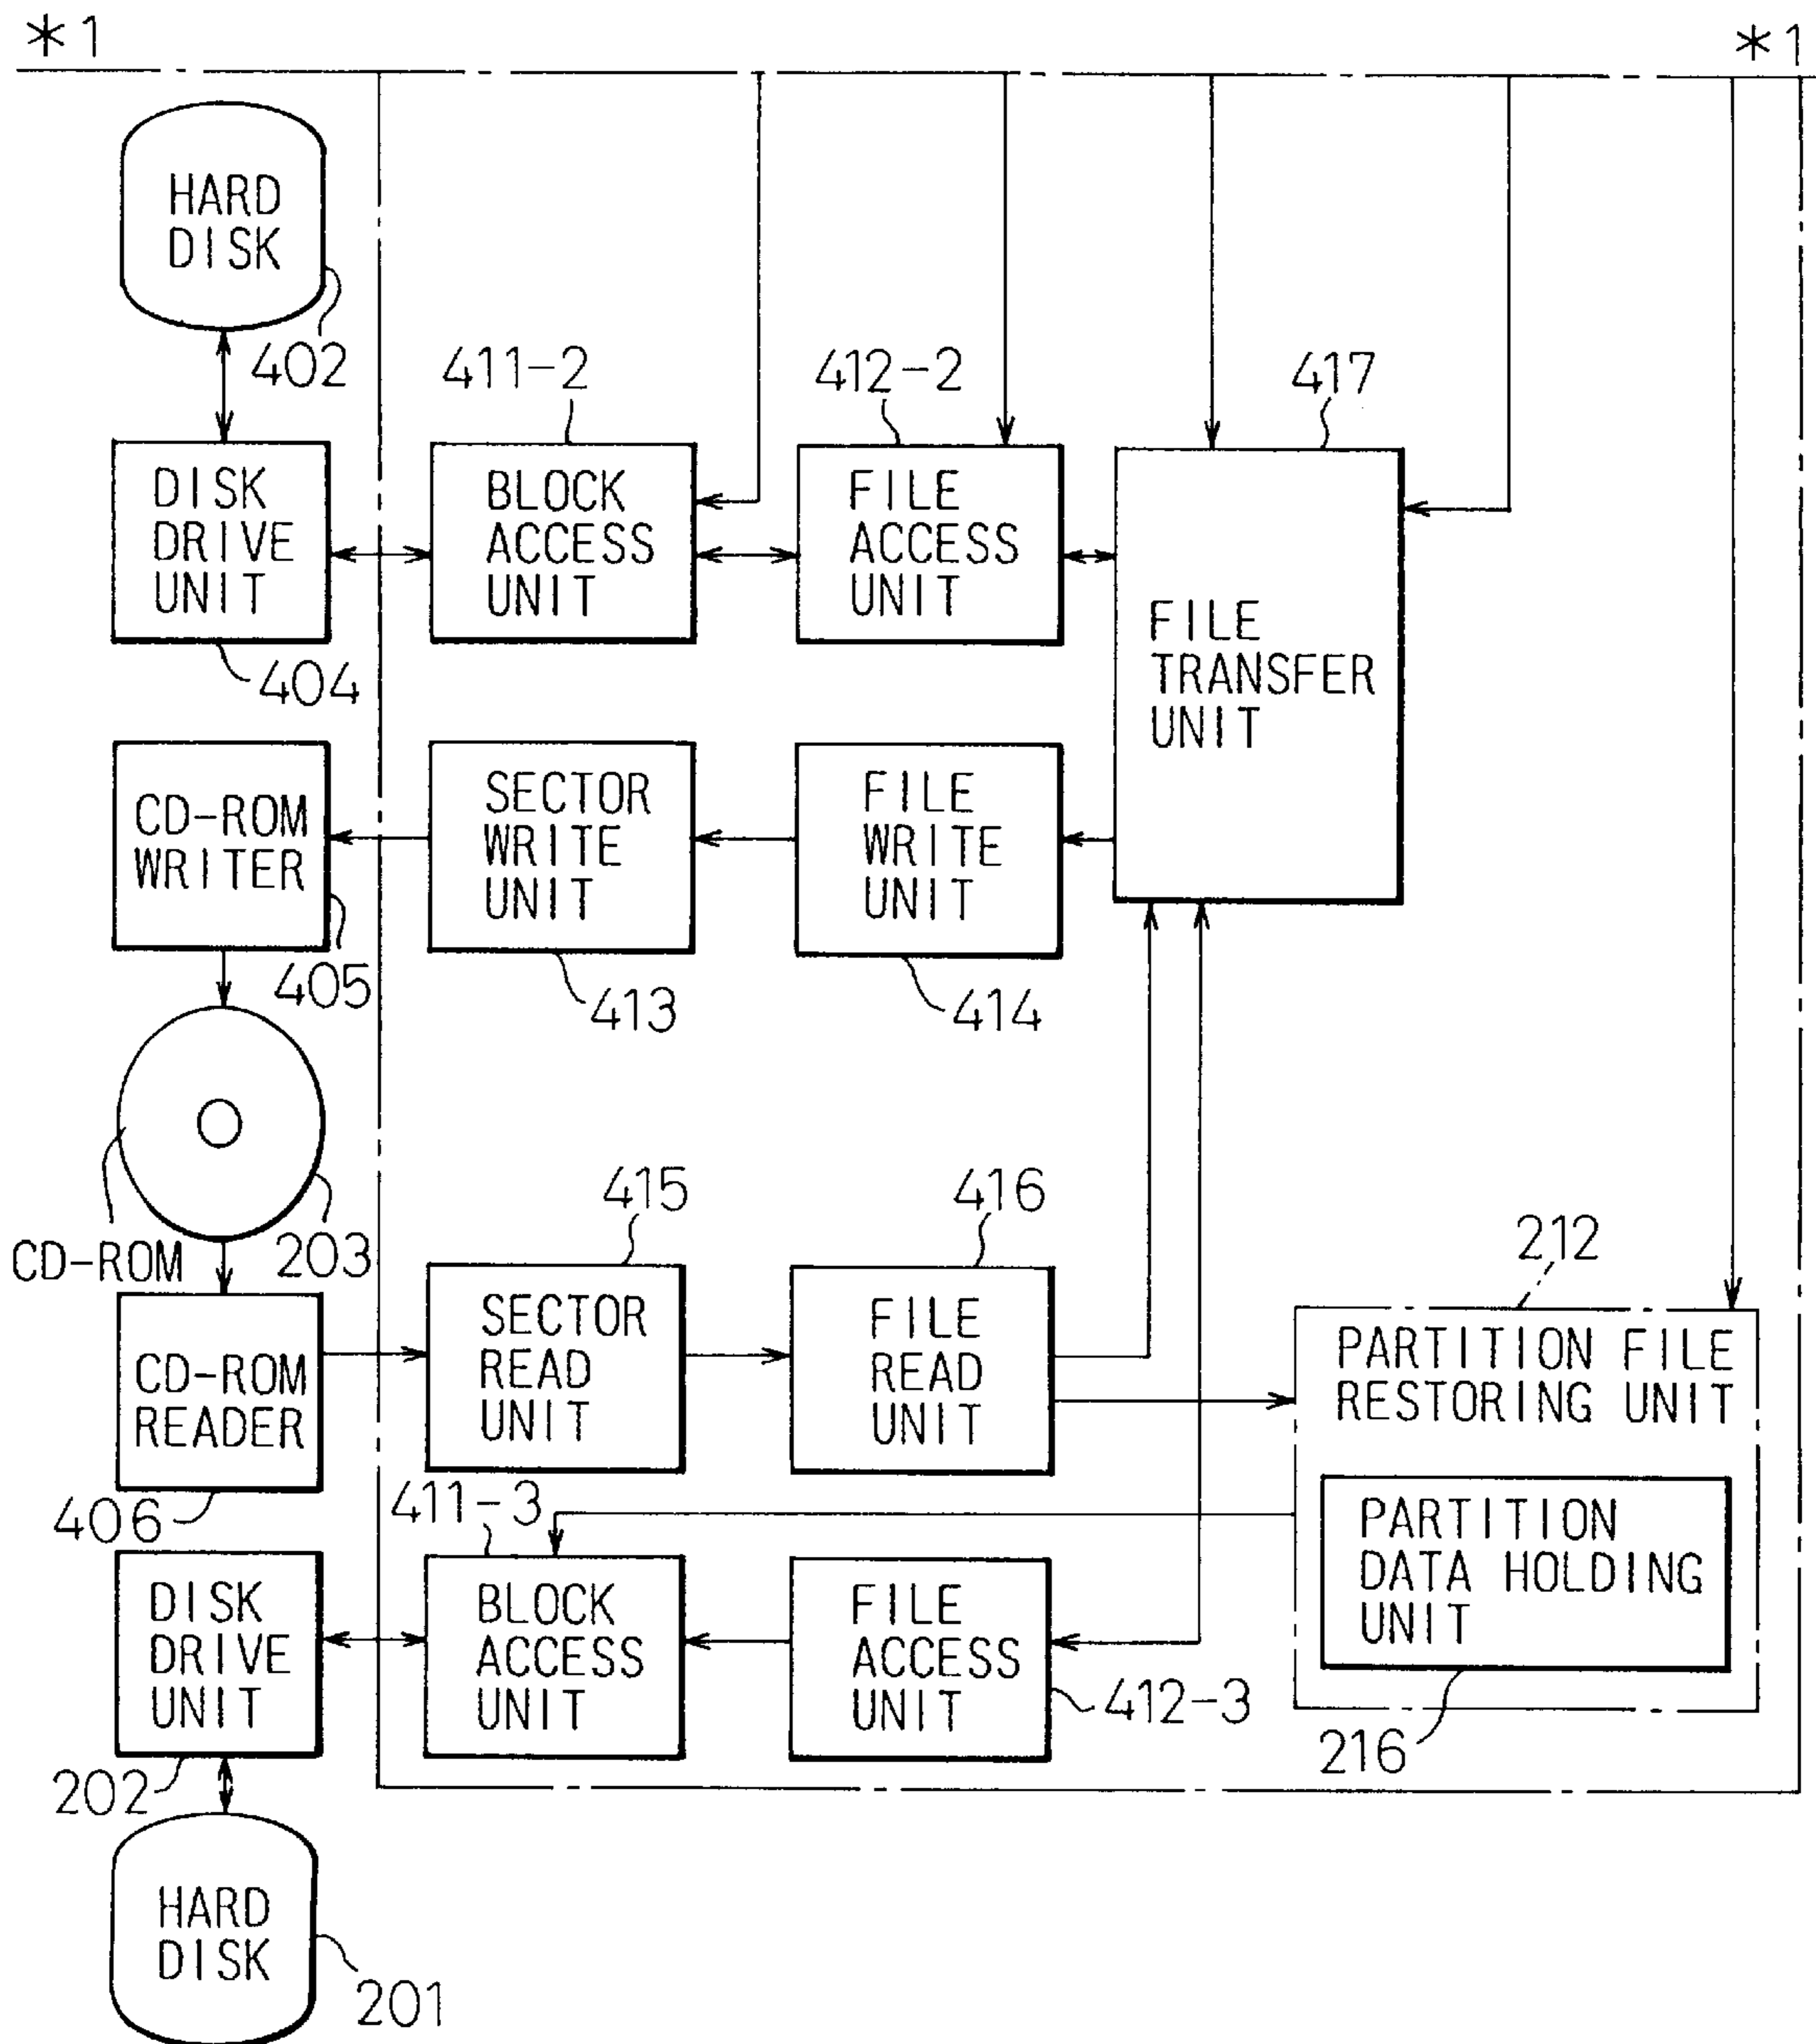 *1 *1
HARD
DISK
402
411-2
412-2
417
DISK
DRIVE
UNIT
BLOCK
ACCESS
UNIT
FILE
ACCESS
UNIT
FILE
TRANSFER
UNIT
404
CD-ROM
WRITER
SECTOR
WRITE
UNIT
FILE
WRITE
UNIT
405
413
414
CD-ROM
203
415
416
212
CD-ROM
READER
SECTOR
READ
UNIT
FILE
READ
UNIT
PARTITION FILE
RESTORING UNIT
406
411-3
PARTITION
DATA HOLDING
UNIT
DISK
DRIVE
UNIT
BLOCK
ACCESS
UNIT
FILE
ACCESS
UNIT
412-3
216
202
HARD
DISK
201